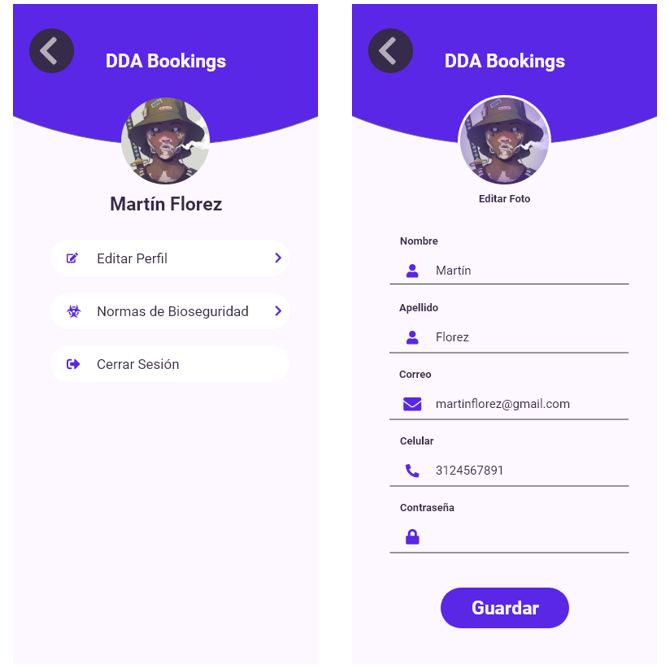 DDA Bookings
Martín Florez
Editar Perfil
Normas de Bioseguridad
Cerrar Sesión
DDA Bookings
Editar Foto
Nombre
Martín
Apellido
Florez
Correo
martinflorez@gmail.com
Celular
3124567891
Contraseña
Guardar